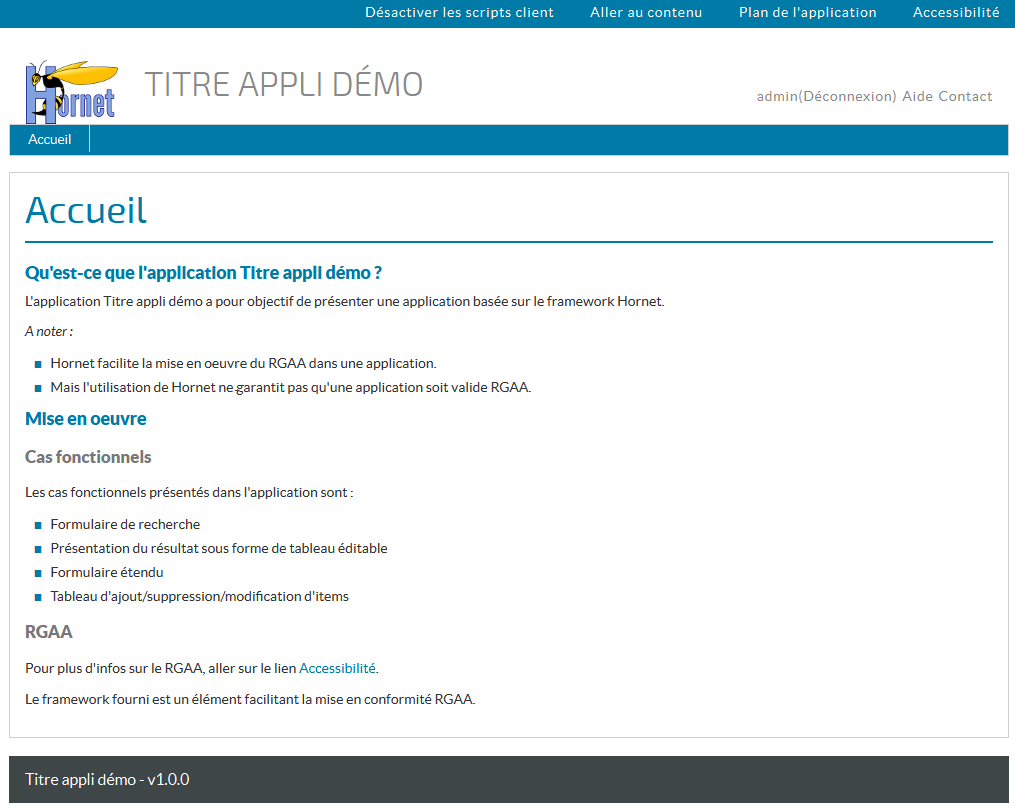 Désactiver les scripts client Aller au contenu Plan de l'application Accessibilité
Hornet
TITRE APPLI DÉMO
admin(Déconnexion) Aide Contact
Accueil
Accueil
Qu'est-ce que l'application Titre appli démo ?
L'application Titre appli démo a pour objectif de présenter une application basée sur le framework Hornet.
A noter :
Hornet facilite la mise en oeuvre du RGAA dans une application.
Mais l'utilisation de Hornet ne garantit pas qu'une application soit valide RGAA.
Mise en oeuvre
Cas fonctionnels
Les cas fonctionnels présentés dans l'application sont :
Formulaire de recherche
Présentation du résultat sous forme de tableau éditable
Formulaire étendu
Tableau d'ajout/suppression/modification d'items
RGAA
Pour plus d'infos sur le RGAA, aller sur le lien Accessibilité.
Le framework fourni est un élément facilitant la mise en conformité RGAA.
Titre appli démo - v1.0.0